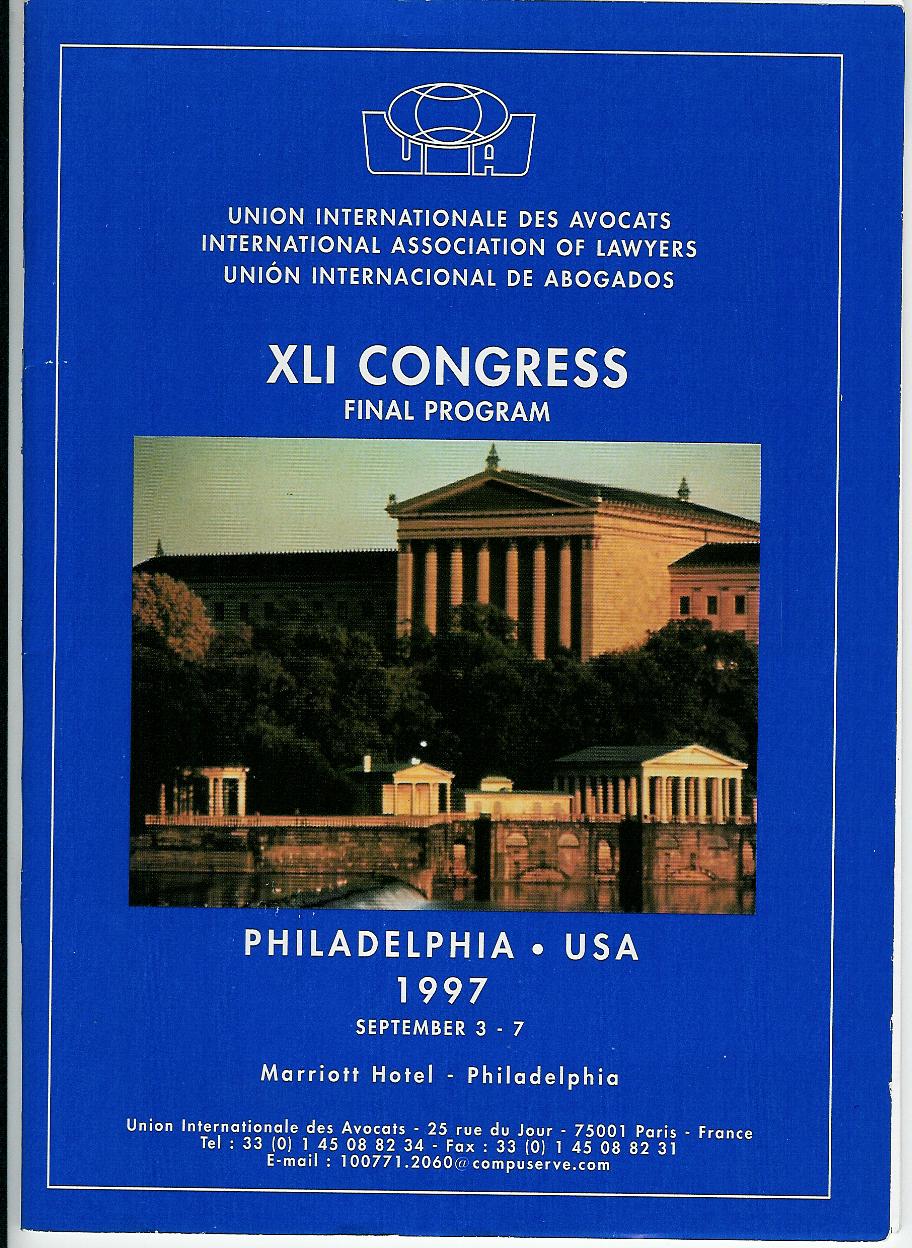 UIA
UNION INTERNATIONALE DES AVOCATS
INTERNATIONAL ASSOCIATION OF LAWYERS
UNIÓN INTERNACIONAL DE ABOGADOS
XLI CONGRESS
FINAL PROGRAM
PHILADELPHIA • USA
1997
SEPTEMBER 3 - 7
Marriott Hotel - Philadelphia
Union Internationale des Avocats - 25 rue du Jour - 75001 Paris - France
Tel : 33 (0) 1 45 08 82 34 - Fax : 33 (0) 1 45 08 82 31
E-mail : 100771.2060@compuserve.com